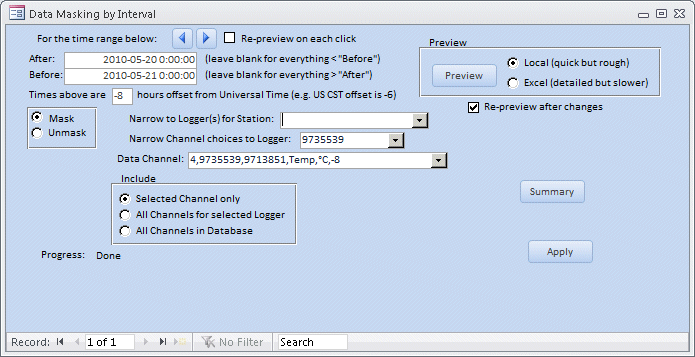 Data Masking by Interval
For the time range below: Re-preview on each click
After: 2010-05-20 0:00:00 (leave blank for everything < "Before")
Before: 2010-05-21 0:00:00 (leave blank for everything > "After")
Times above are -8 hours offset from Universal Time (e.g. US CST offset is -6)
Preview
Preview
Local (quick but rough)
Excel (detailed but slower)
Re-preview after changes
Mask
Unmask
Narrow to Logger(s) for Station:
Narrow Channel choices to Logger: 9735539
Data Channel: 4,9735539,9713851,Temp,°C,-8
Include
Selected Channel only
All Channels for selected Logger
All Channels in Database
Summary
Apply
Progress: Done
Record: 1 of 1 No Filter Search